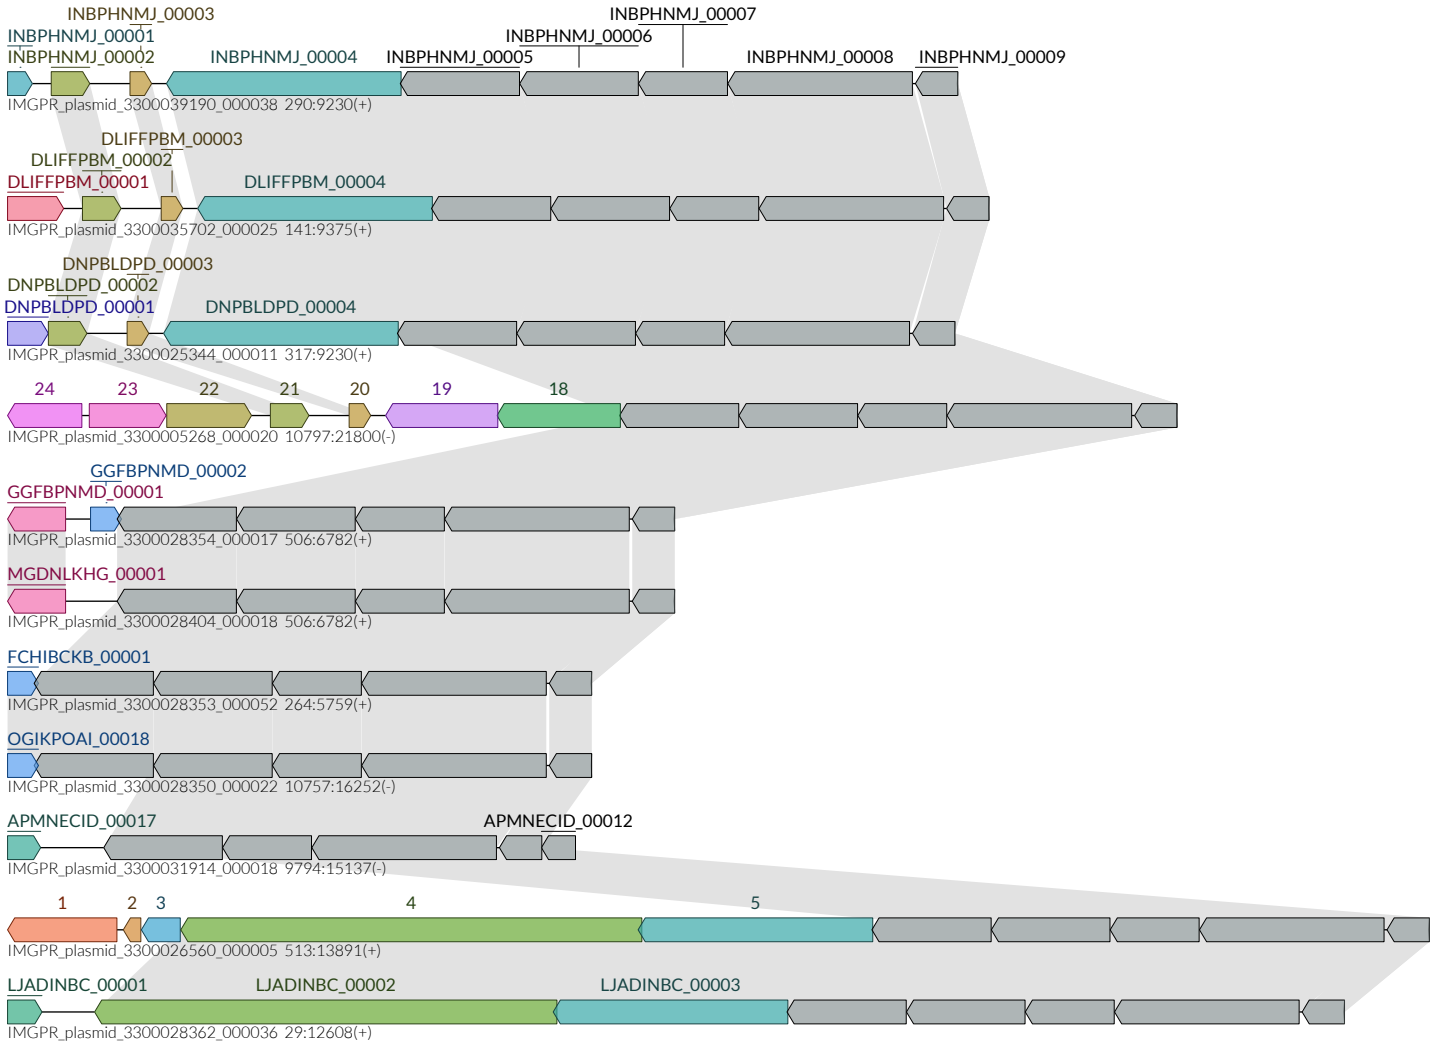 INBPHNMJ_00003
INBPHNMJ_00007
INBPHNMJ_00001
INBPHNMJ_00006
INBPHNMJ_00002
INBPHNMJ_00004
INBPHNMJ_00005
INBPHNMJ_00008
INBPHNMJ_00009
IMGPR_plasmid_3300039190_000038 290:9230(+)
DLIFFPBM_00003
DLIFFPBM_00002
DLIFFPBM_00001
DLIFFPBM_00004
IMGPR_plasmid_3300035702_000025 141:9375(+)
DNPBLDPD_00003
DNPBLDPD_00002
DNPBLDPD_00001
DNPBLDPD_00004
IMGPR_plasmid_3300025344_000011 317:9230(+)
24 23 22 21 20 19 18
IMGPR_plasmid_3300005268_000020 10797:21800(-)
GGFBPNMD_00002
GGFBPNMD_00001
IMGPR_plasmid_3300028354_000017 506:6782(+)
MGDNLKHG_00001
IMGPR_plasmid_3300028404_000018 506:6782(+)
FCHIBCKB_00001
IMGPR_plasmid_3300028353_000052 264:5759(+)
OGIKPOAI_00018
IMGPR_plasmid_3300028350_000022 10757:16252(-)
APMNECID_00017
APMNECID_00012
IMGPR_plasmid_3300031914_000018 9794:15137(-)
1 2 3 4 5
IMGPR_plasmid_3300026560_000005 513:13891(+)
LJADINBC_00001
LJADINBC_00002
LJADINBC_00003
IMGPR_plasmid_3300028362_000036 29:12608(+)